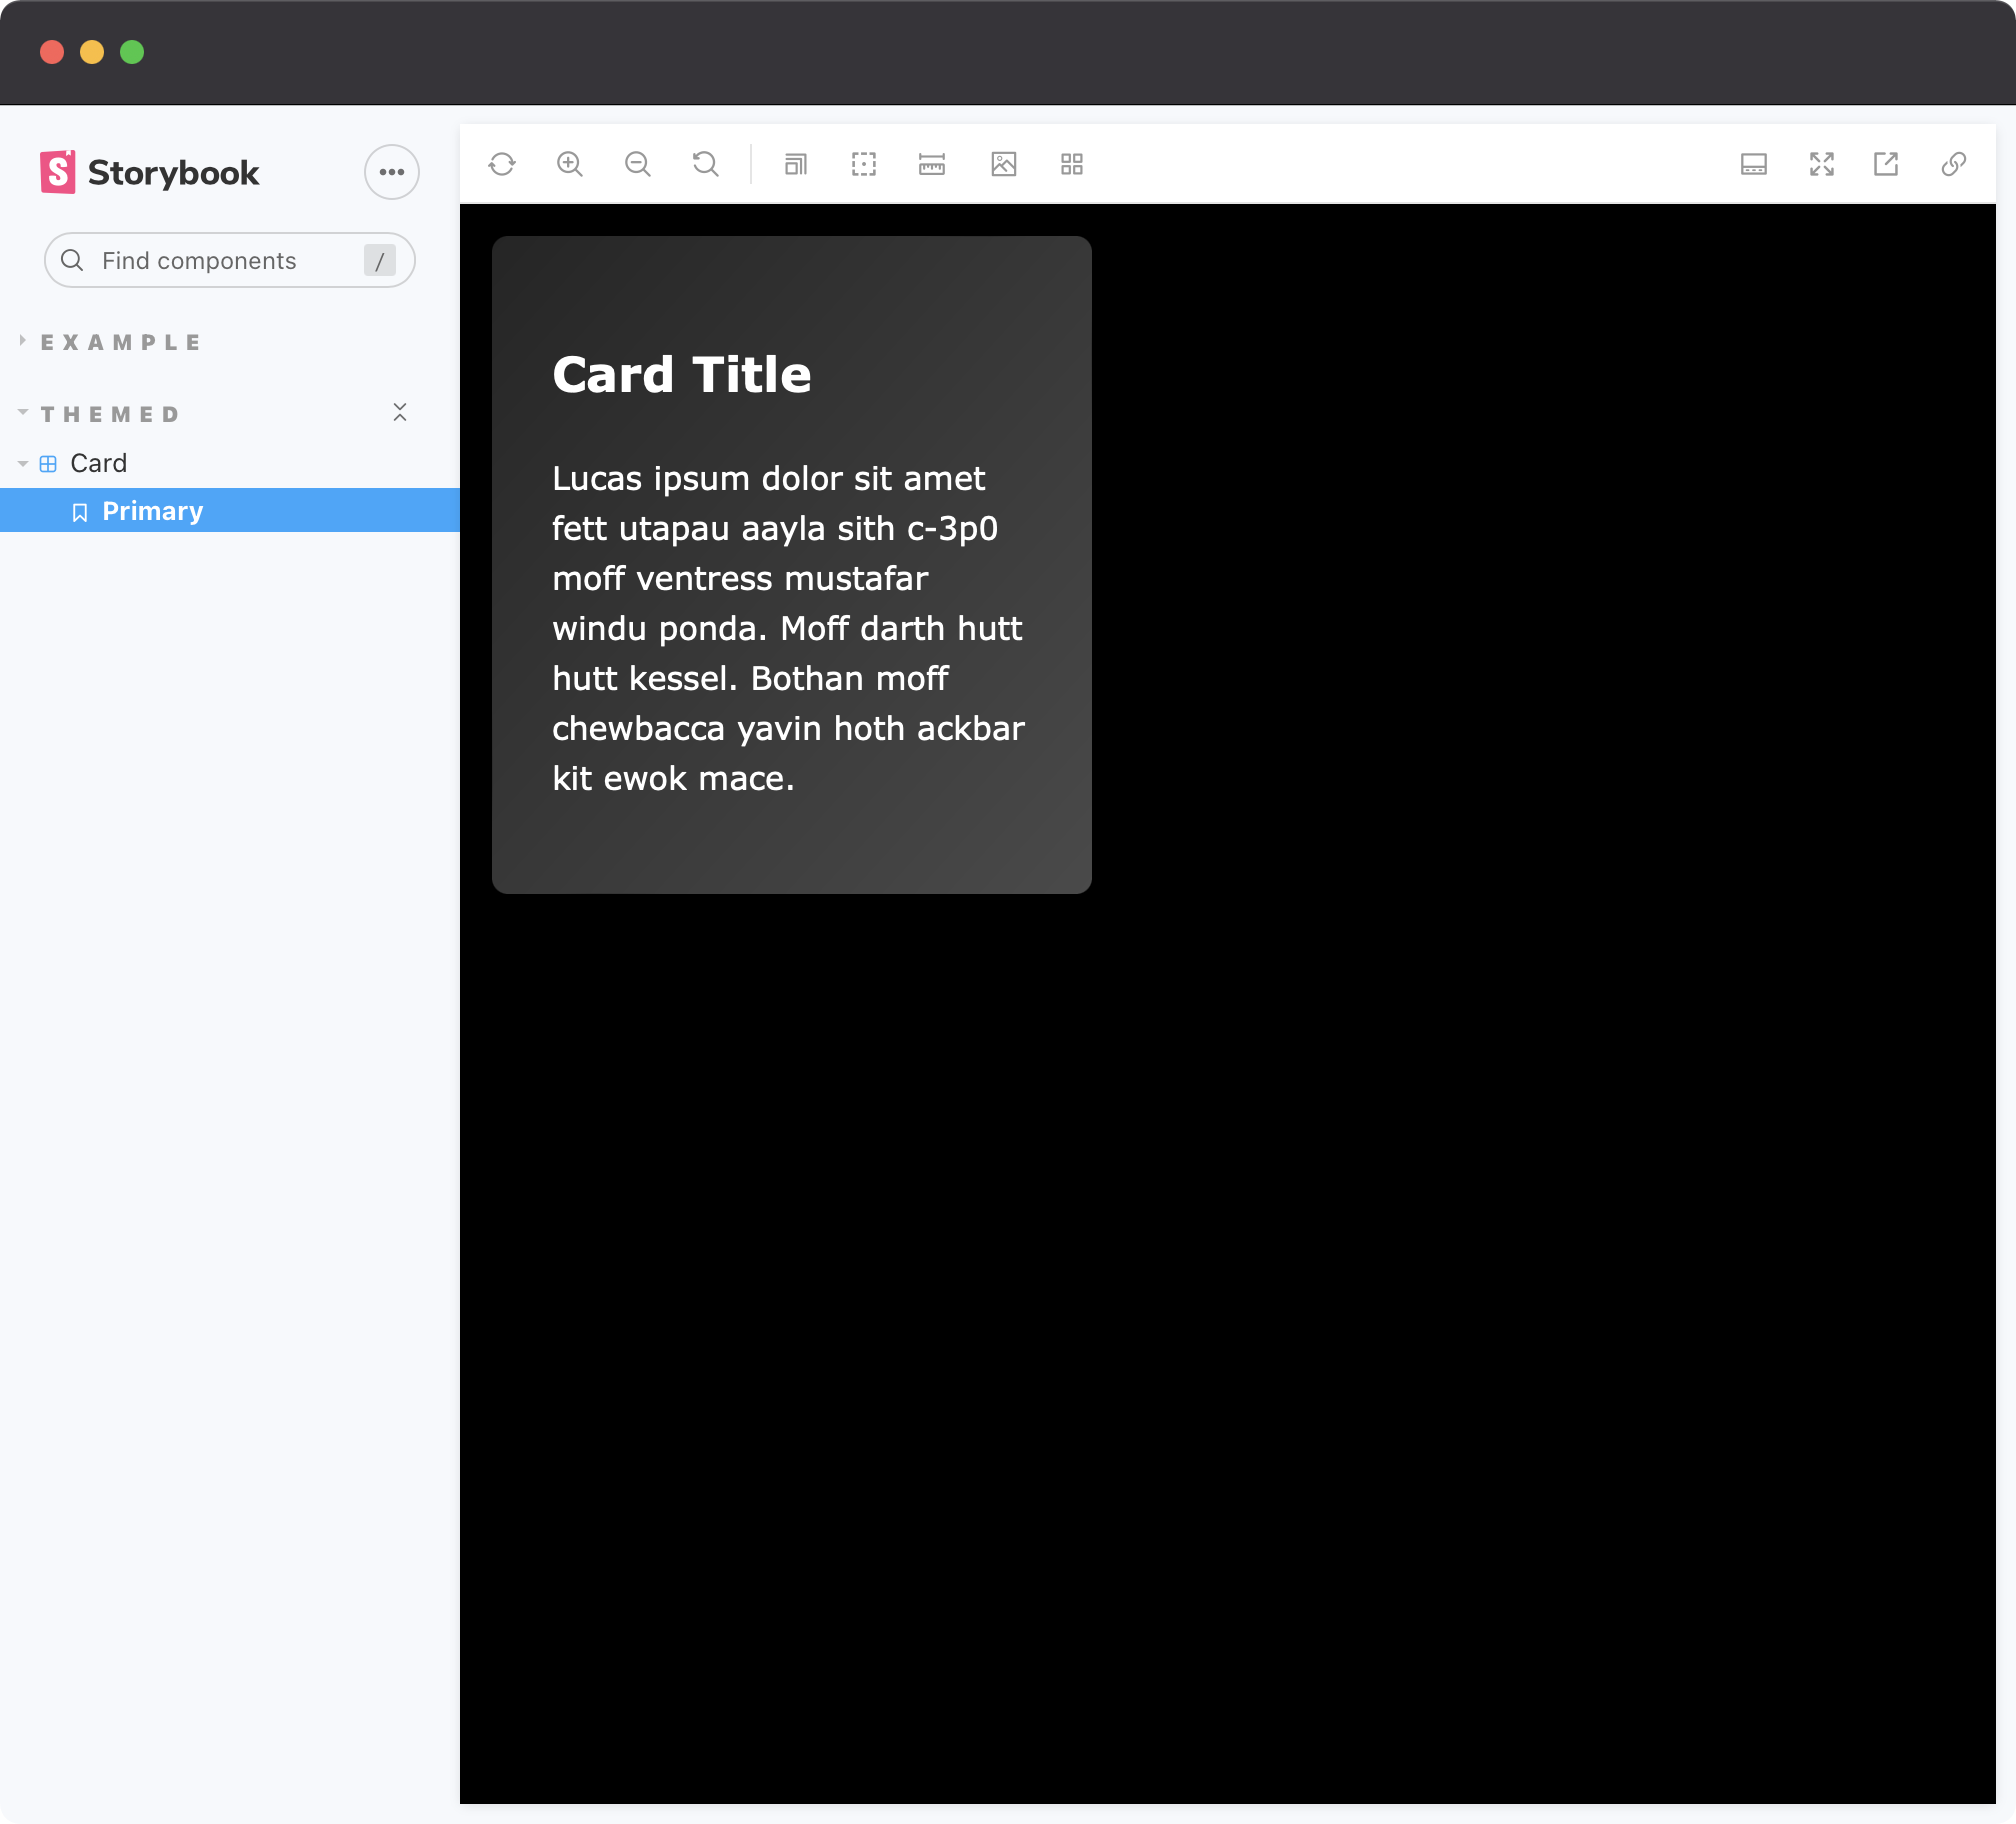 Storybook
Find components
/
EXAMPLE
THEMED
Card
Primary
Card Title
Lucas ipsum dolor sit amet
fett utapau aayla sith c-3p0
moff ventress mustafar
windu ponda. Moff darth hutt
hutt kessel. Bothan moff
chewbacca yavin hoth ackbar
kit ewok mace.